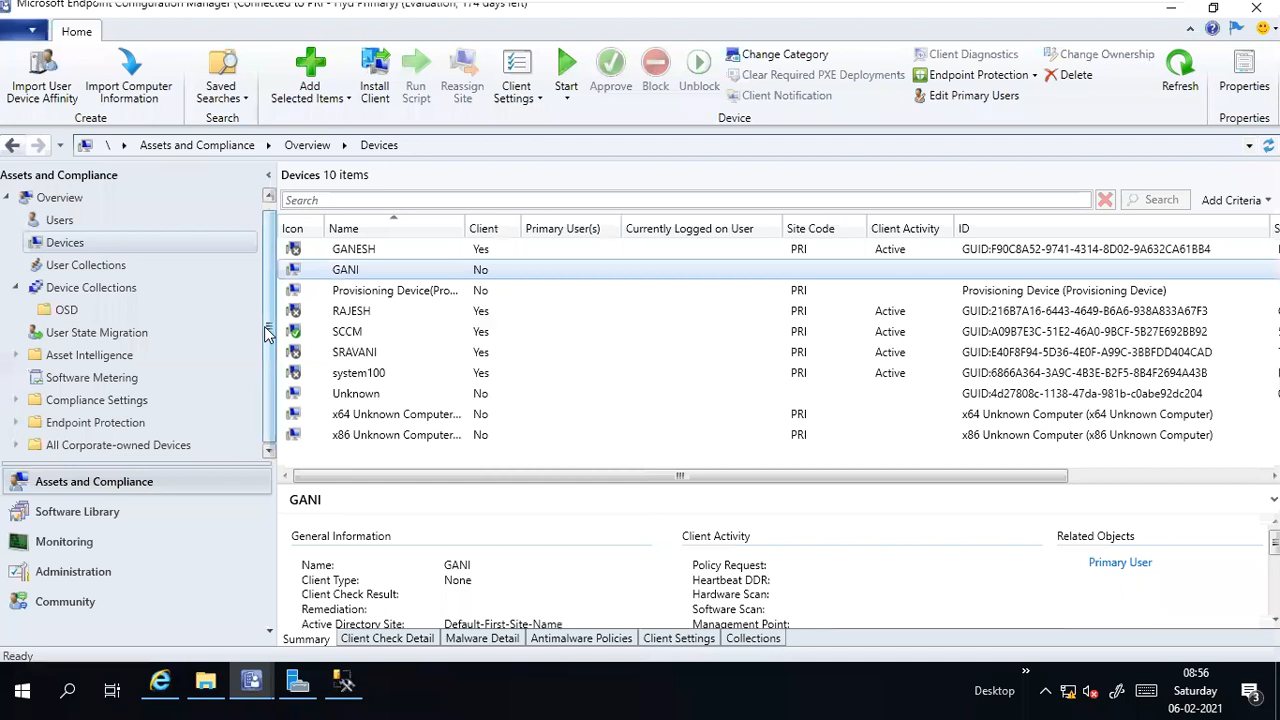 Microsoft Endpoint Configuration Manager (Connected to PRI - Hyd Primary) (Evaluation, 174 days left)
Home
Import User Device Affinity
Import Computer Information
Saved Searches
Add Selected Items
Install Client
Run Script
Reassign Site
Client Settings
Start
Approve
Block
Unblock
Change Category
Clear Required PXE Deployments
Client Notification
Client Diagnostics
Endpoint Protection
Edit Primary Users
Change Ownership
Delete
Refresh
Properties
Create
Search
Device
Properties
\ Assets and Compliance Overview Devices
Assets and Compliance
Overview
Users
Devices
User Collections
Device Collections
OSD
User State Migration
Asset Intelligence
Software Metering
Compliance Settings
Endpoint Protection
All Corporate-owned Devices
Assets and Compliance
Software Library
Monitoring
Administration
Community
Devices 10 items
Search
Search
Add Criteria
Icon Name Client Primary User(s) Currently Logged on User Site Code Client Activity ID S
GANESH Yes PRI Active GUID:F90C8A52-9741-4314-8D02-9A632CA61BB4
GANI No
Provisioning Device(Pro... No PRI Provisioning Device (Provisioning Device)
RAJESH Yes PRI Active GUID:216B7A16-6443-4649-B6A6-938A833A67F3
SCCM Yes PRI Active GUID:A09B7E3C-51E2-46A0-9BCF-5B27E692BB92
SRAVANI Yes PRI Active GUID:E40F8F94-5D36-4E0F-A99C-3BBFDD404CAD
system100 Yes PRI Active GUID:6866A364-3A9C-4B3E-B2F5-8B4F2694A43B
Unknown No GUID:4d27808c-1138-47da-981b-c0abe92dc204
x64 Unknown Computer... No PRI x64 Unknown Computer (x64 Unknown Computer)
x86 Unknown Computer... No PRI x86 Unknown Computer (x86 Unknown Computer)
GANI
General Information
Name: GANI
Client Type: None
Client Check Result:
Remediation:
Active Directory Site: Default-First-Site-Name
Client Activity
Policy Request:
Heartbeat DDR:
Hardware Scan:
Software Scan:
Management Point:
Related Objects
Primary User
Summary Client Check Detail Malware Detail Antimalware Policies Client Settings Collections
Ready
Desktop
08:56
Saturday
06-02-2021
3